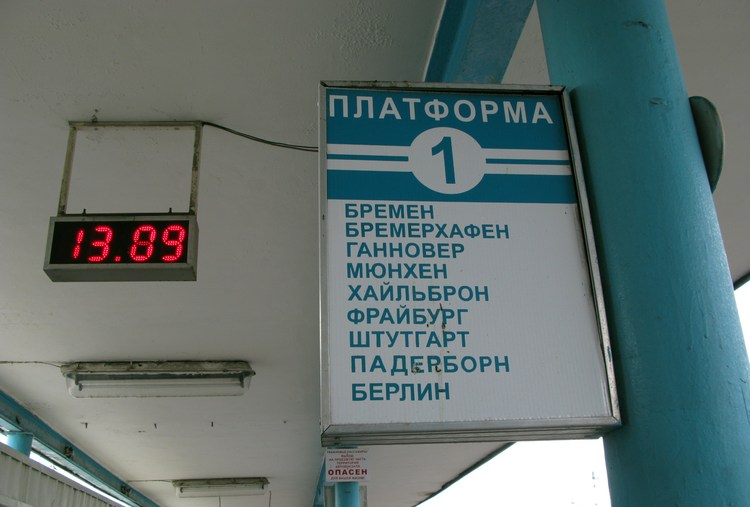 ПЛАТФОРМА
1
13.89
БРЕМЕН
БРЕМЕРХАФЕН
ГАННОВЕР
МЮНХЕН
ХАЙЛЬБРОН
ФРАЙБУРГ
ШТУТГАРТ
ПАДЕРБОРН
БЕРЛИН
ОПАСЕН